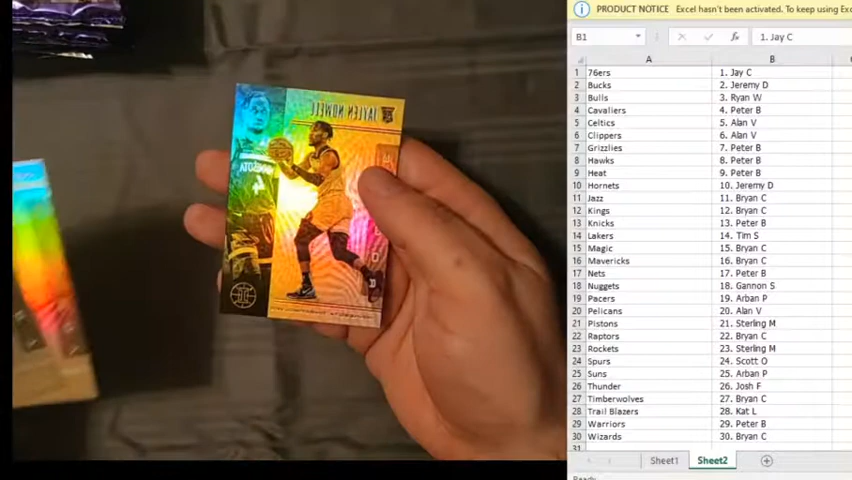 PRODUCT NOTICE Excel hasn't been activated. To keep using Exc
B1 fx 1. Jay C
A B
1 76ers 1. Jay C
2 Bucks 2. Jeremy D
3 Bulls 3. Ryan W
4 Cavaliers 4. Peter B
5 Celtics 5. Alan V
6 Clippers 6. Alan V
7 Grizzlies 7. Peter B
8 Hawks 8. Peter B
9 Heat 9. Peter B
10 Hornets 10. Jeremy D
11 Jazz 11. Bryan C
12 Kings 12. Bryan C
13 Knicks 13. Peter B
14 Lakers 14. Tim S
15 Magic 15. Bryan C
16 Mavericks 16. Bryan C
17 Nets 17. Peter B
18 Nuggets 18. Gannon S
19 Pacers 19. Arban P
20 Pelicans 20. Alan V
21 Pistons 21. Sterling M
22 Raptors 22. Bryan C
23 Rockets 23. Sterling M
24 Spurs 24. Scott O
25 Suns 25. Arban P
26 Thunder 26. Josh F
27 Timberwolves 27. Bryan C
28 Trail Blazers 28. Kat L
29 Warriors 29. Peter B
30 Wizards 30. Bryan C
31
Sheet1 Sheet2
Ready
JAYLEN NOWELL